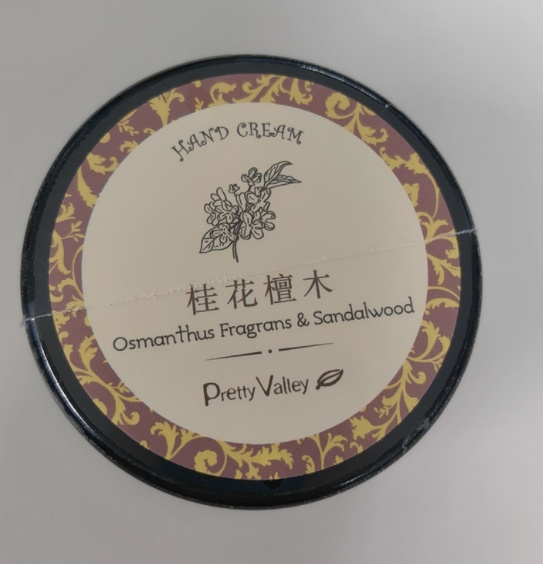 HAND CREAM
桂花檀木
Osmanthus Fragrans & Sandalwood
Pretty Valley